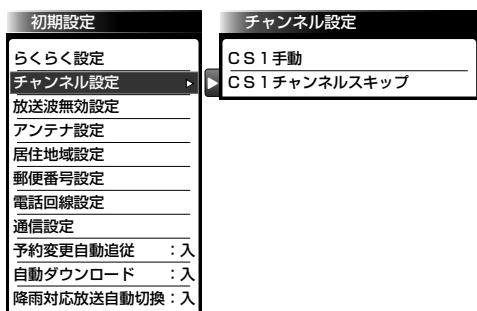 初期設定
らくらく設定
チャンネル設定
放送波無効設定
アンテナ設定
居住地域設定
郵便番号設定
電話回線設定
通信設定
予約変更自動追従 ：入
自動ダウンロード ：入
降雨対応放送自動切換：入
チャンネル設定
ＣＳ１手動
ＣＳ１チャンネルスキップ